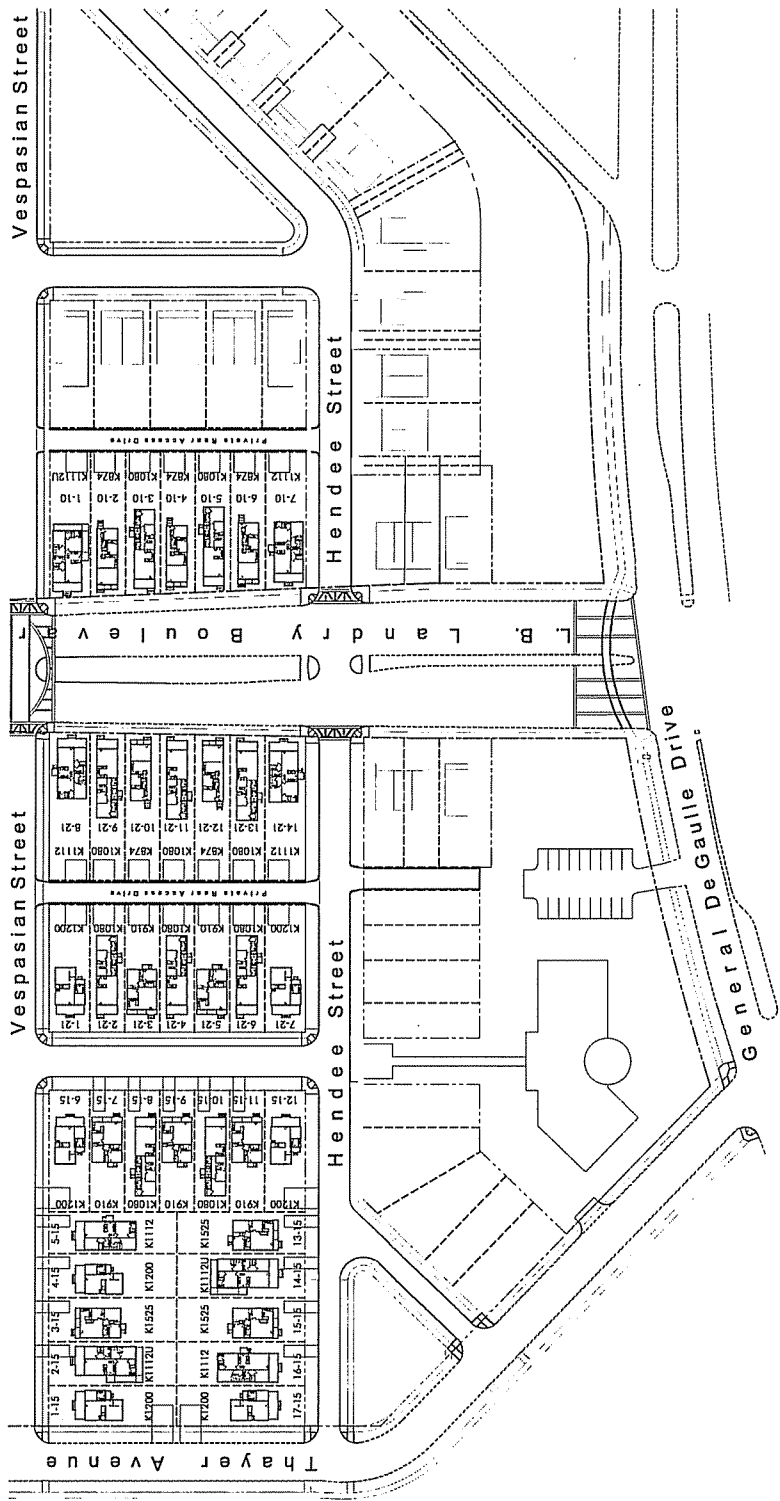 Vespasian Street
Private Rear Access Drive
Hendee Street
K1112U K874 K1080 K874 K1080 K874 K1112
1-10 2-10 3-10 4-10 5-10 6-10 7-10
L.B. Landry Boulevar
8-21 9-21 10-21 11-21 12-21 13-21 14-21
K1112 K1080 K874 K1080 K874 K1080 K1112
Vespasian Street
Private Rear Access Drive
K1200 K1080 K910 K1080 K910 K1080 K1200
1-21 2-21 3-21 4-21 5-21 6-21 7-21
Hendee Street
General DeGaulle Drive
6-15 7-15 8-15 9-15 10-15 11-15 12-15
K1200 K910 K1080 K910 K1080 K910 K1200
5-15 K1112 K1525 13-15
4-15 K1200 K1112U 14-15
3-15 K1525 K1525 15-15
2-15 K1112U K1112 16-15
1-15 K1200 K1200 17-15
Thayer Avenue